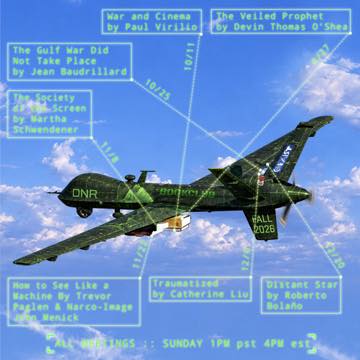 War and Cinema
by Paul Virilio
The Veiled Prophet
by Devin Thomas O'Shea
The Gulf War Did
Not Take Place
by Jean Baudrillard
10/11
9/27
10/25
The Society
of the Screen
by Martha
Schwendener
11/8
DNR
BOOKCLUB
FALL
2026
11/22
12/6
12/20
How to See Like a
Machine By Trevor
Paglen & Narco-Image
John Menick
Traumatized
by Catherine Liu
Distant Star
by Roberto
Bolaño
ALL MEETINGS :: SUNDAY 1PM pst 4PM est